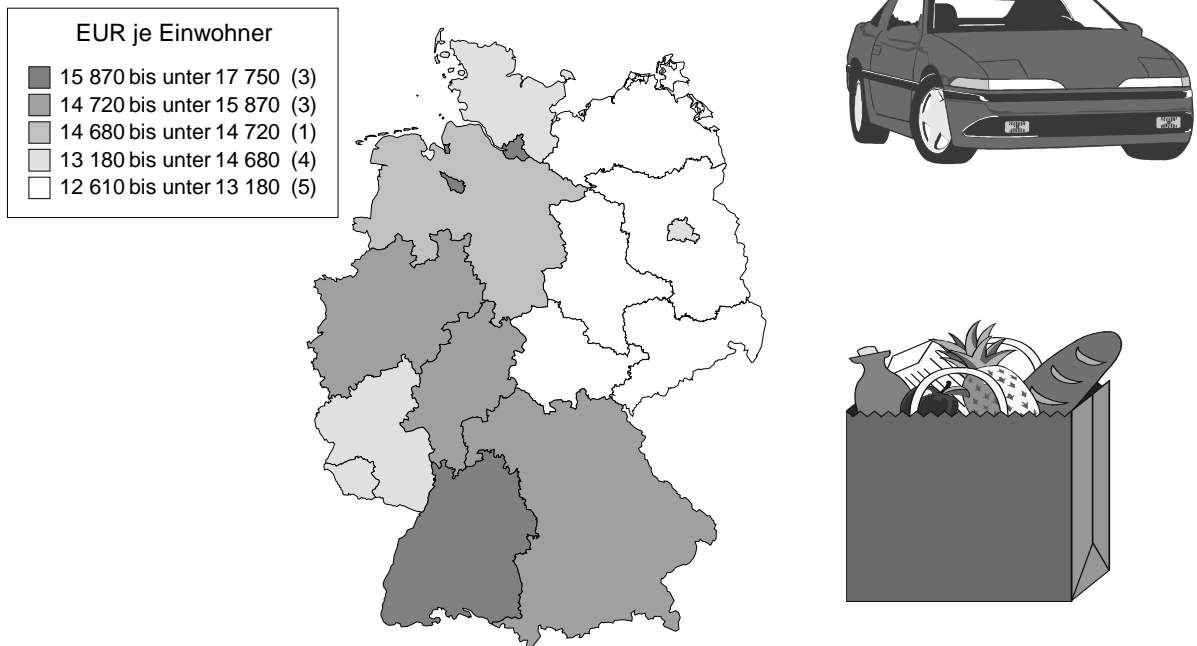 EUR je Einwohner
15 870 bis unter 17 750 (3)
14 720 bis unter 15 870 (3)
14 680 bis unter 14 720 (1)
13 180 bis unter 14 680 (4)
12 610 bis unter 13 180 (5)